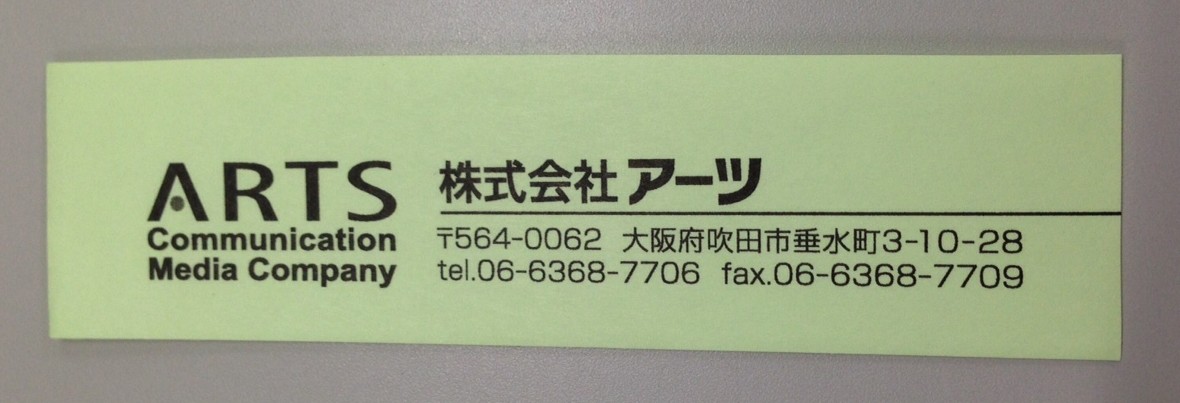 ARTS
Communication
Media Company
株式会社アーツ
〒564-0062 大阪府吹田市垂水町3-10-28
tel.06-6368-7706 fax.06-6368-7709